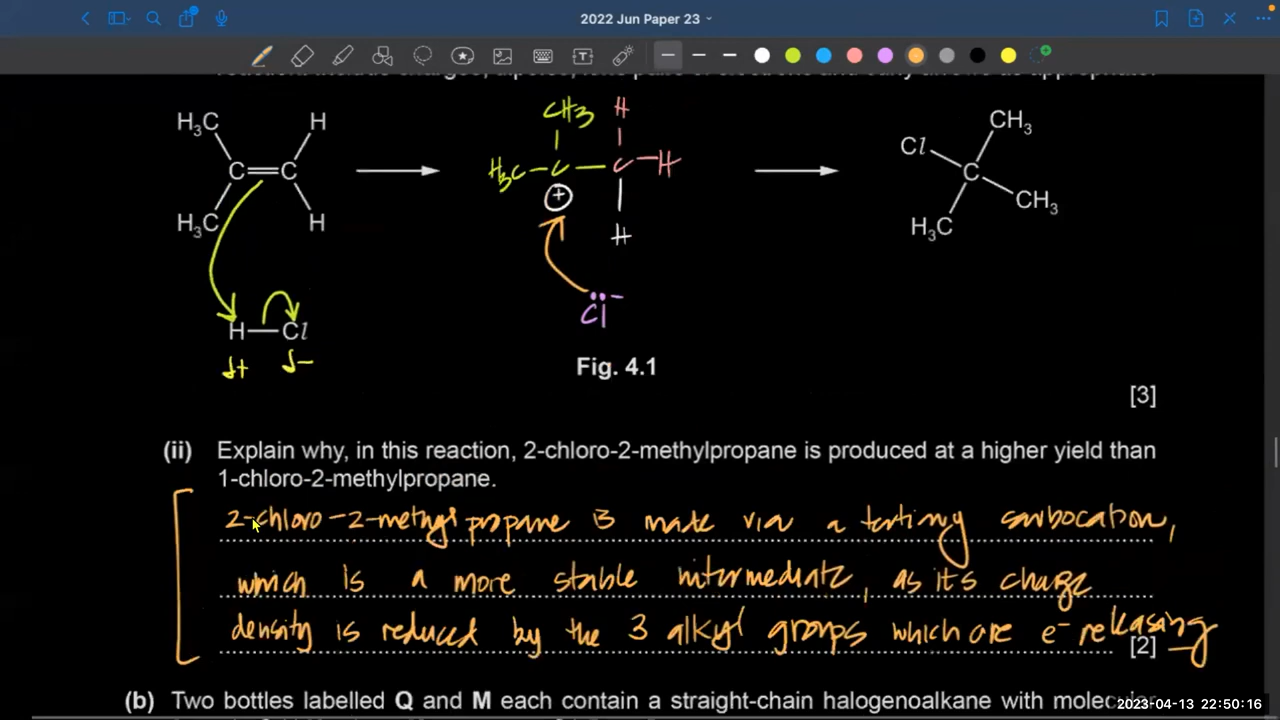 2022 Jun Paper 23
CH3 H
H3C H H3C C C H Cl CH3
C C + C
H3C H H H3C CH3
H Cl Cl −
δ+ δ−
Fig. 4.1
[3]
(ii) Explain why, in this reaction, 2-chloro-2-methylpropane is produced at a higher yield than
1-chloro-2-methylpropane.
2-chloro-2-methyl propane is made via a tertiary carbocation,
which is a more stable intermediate, as it's charge
density is reduced by the 3 alkyl groups which are e- releasing
[2]
(b) Two bottles labelled Q and M each contain a straight-chain halogenoalkane with molecular
2023-04-13 22:50:16